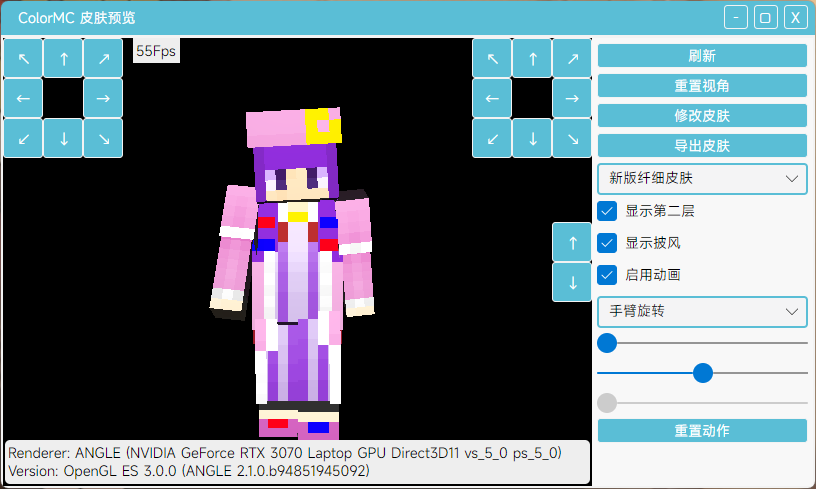 ColorMC 皮肤预览
- X
55Fps
↖ ↑ ↗ ↖ ↑ ↗
← → ← →
↙ ↓ ↘ ↙ ↓ ↘
↑
↓
刷新
重置视角
修改皮肤
导出皮肤
新版纤细皮肤
显示第二层
显示披风
启用动画
手臂旋转
重置动作
Renderer: ANGLE (NVIDIA GeForce RTX 3070 Laptop GPU Direct3D11 vs_5_0 ps_5_0)
Version: OpenGL ES 3.0.0 (ANGLE 2.1.0.b94851945092)